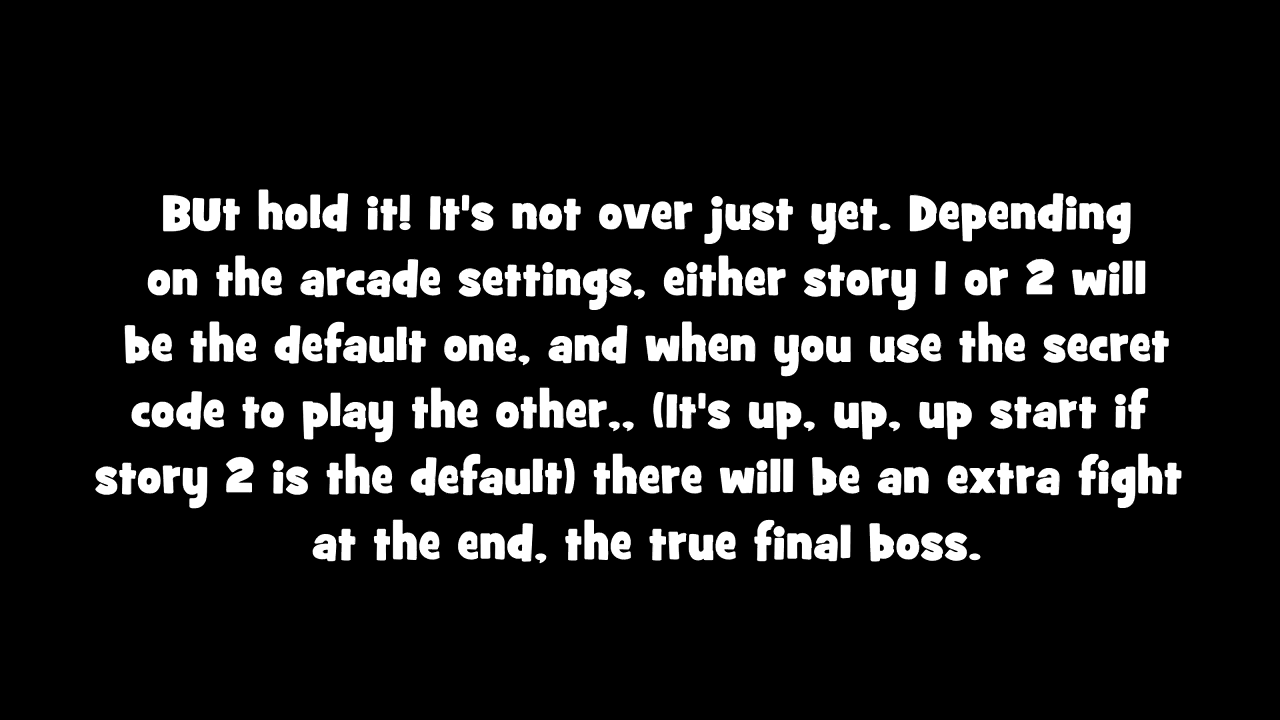 But hold it! It's not over just yet. Depending
on the arcade settings, either story 1 or 2 will
be the default one, and when you use the secret
code to play the other,, (It's up, up, up start if
story 2 is the default) there will be an extra fight
at the end, the true final boss.